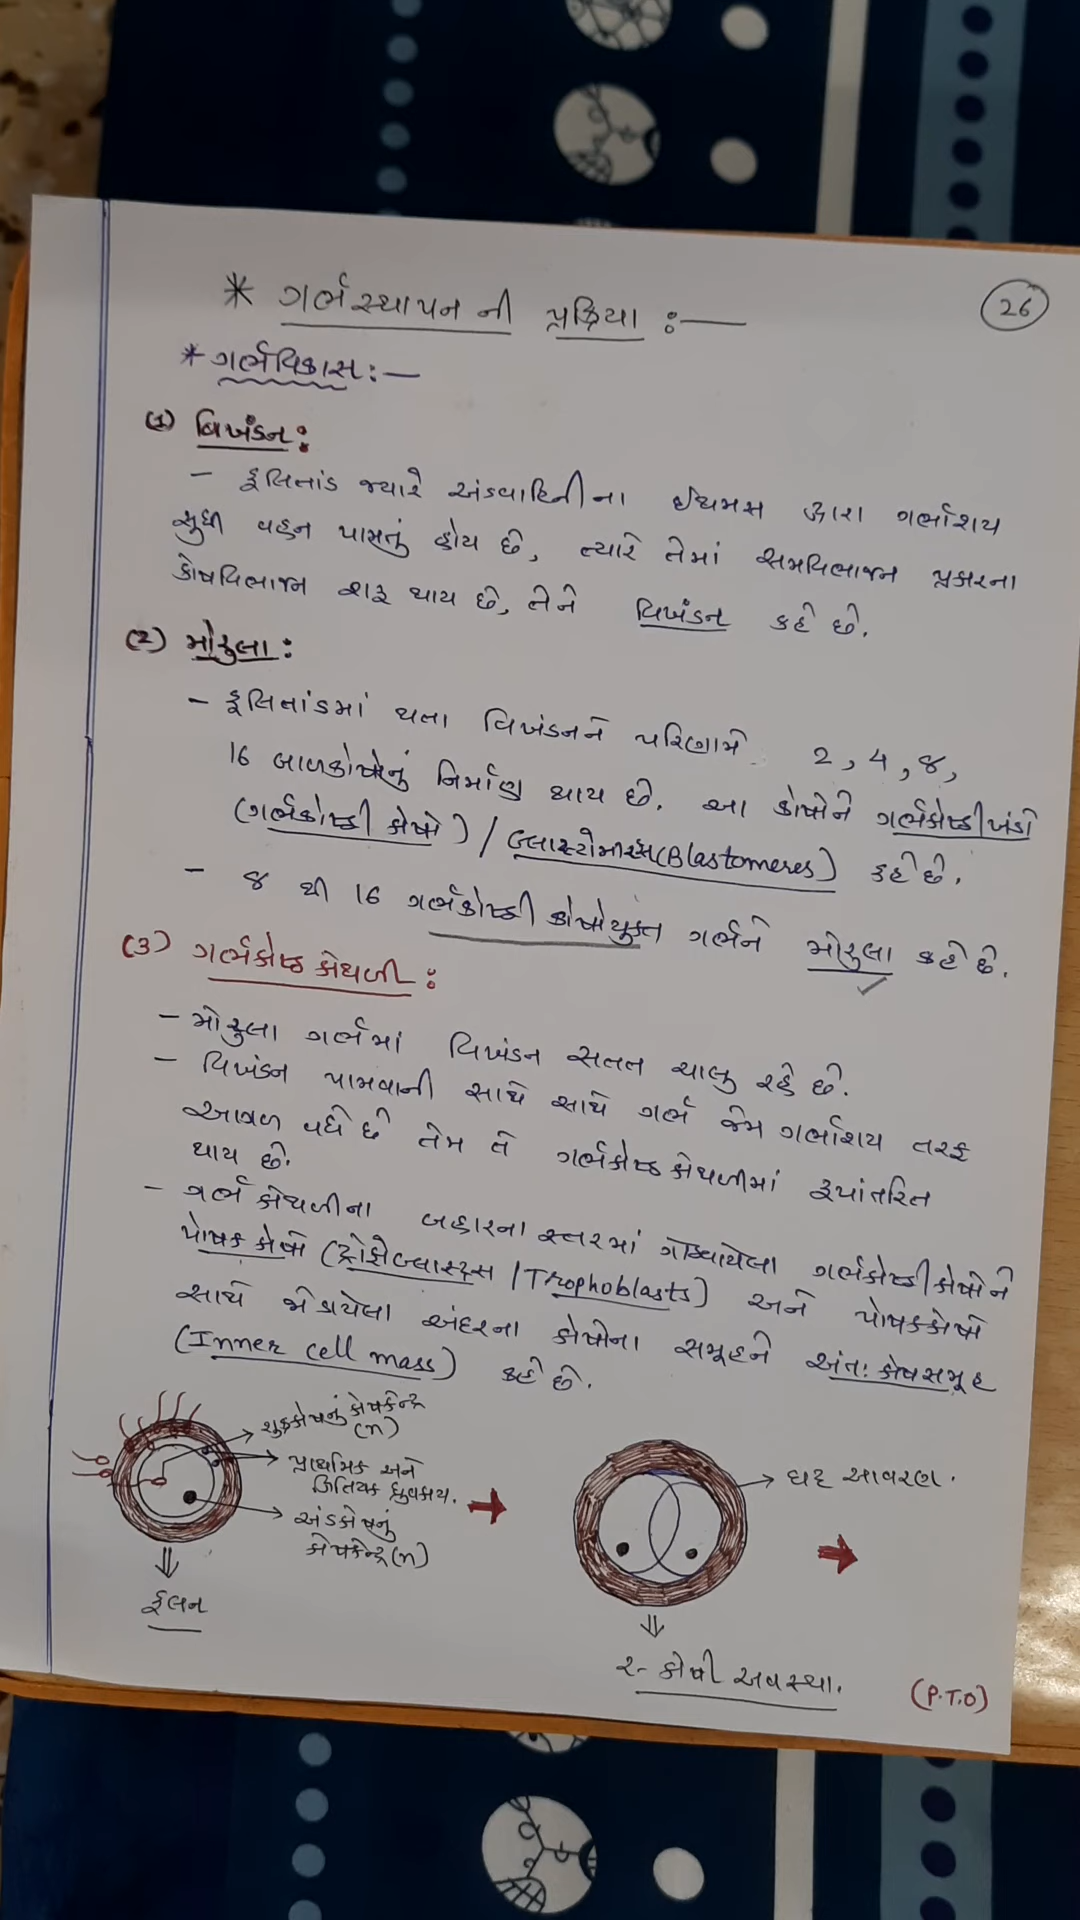 * ગર્ભસ્થાપન ની પ્રક્રિયા :—
26
* ગર્ભવિકાસ :—
(1) વિખંડન :
- ફલિતાંડ જ્યારે અંડવાહિનીના ઈથમસ દ્વારા ગર્ભાશય
સુધી વહન પામતું હોય છે, ત્યારે તેમાં સમવિભાજન પ્રકારના
કોષવિભાજન શરૂ થાય છે, તેને વિખંડન કહે છે.
(2) મોરુલા :
- ફલિતાંડમાં થતા વિખંડનને પરિણામે 2, 4, 8,
16 બાળકોષોનું નિર્માણ થાય છે. આ કોષોને ગર્ભકોષ્ઠીખંડો
(ગર્ભકોષ્ઠી કોષો) / બ્લાસ્ટોમીરસ (Blastomeres) કહે છે.
- 8 થી 16 ગર્ભકોષ્ઠી કોષોયુક્ત ગર્ભને મોરુલા કહે છે.
(3) ગર્ભકોષ્ઠ કોથળી :
- મોરુલા ગર્ભમાં વિખંડન સતત ચાલુ રહે છે.
- વિખંડન પામવાની સાથે સાથે ગર્ભ જેમ ગર્ભાશય તરફ
આગળ વધે છે તેમ તે ગર્ભકોષ્ઠ કોથળીમાં રૂપાંતરિત
થાય છે.
- ગર્ભ કોથળીના બહારના સ્તરમાં ગોઠવાયેલા ગર્ભકોષ્ઠીકોષોને
પોષક કોષો (ટ્રોફોબ્લાસ્ટ્સ / Trophoblasts) અને પોષકકોષો
સાથે જોડાયેલા અંદરના કોષોના સમૂહને અંતઃ કોષસમૂહ
(Inner cell mass) કહે છે.
શુક્રકોષનું કોષકેન્દ્ર
(n)
પ્રાથમિક અને
દ્વિતિયક ધ્રુવકાય.
અંડકોષનું
કોષકેન્દ્ર (n)
ફલન
ઘટ્ટ આવરણ.
૨- કોષી અવસ્થા.
(P.T.O)